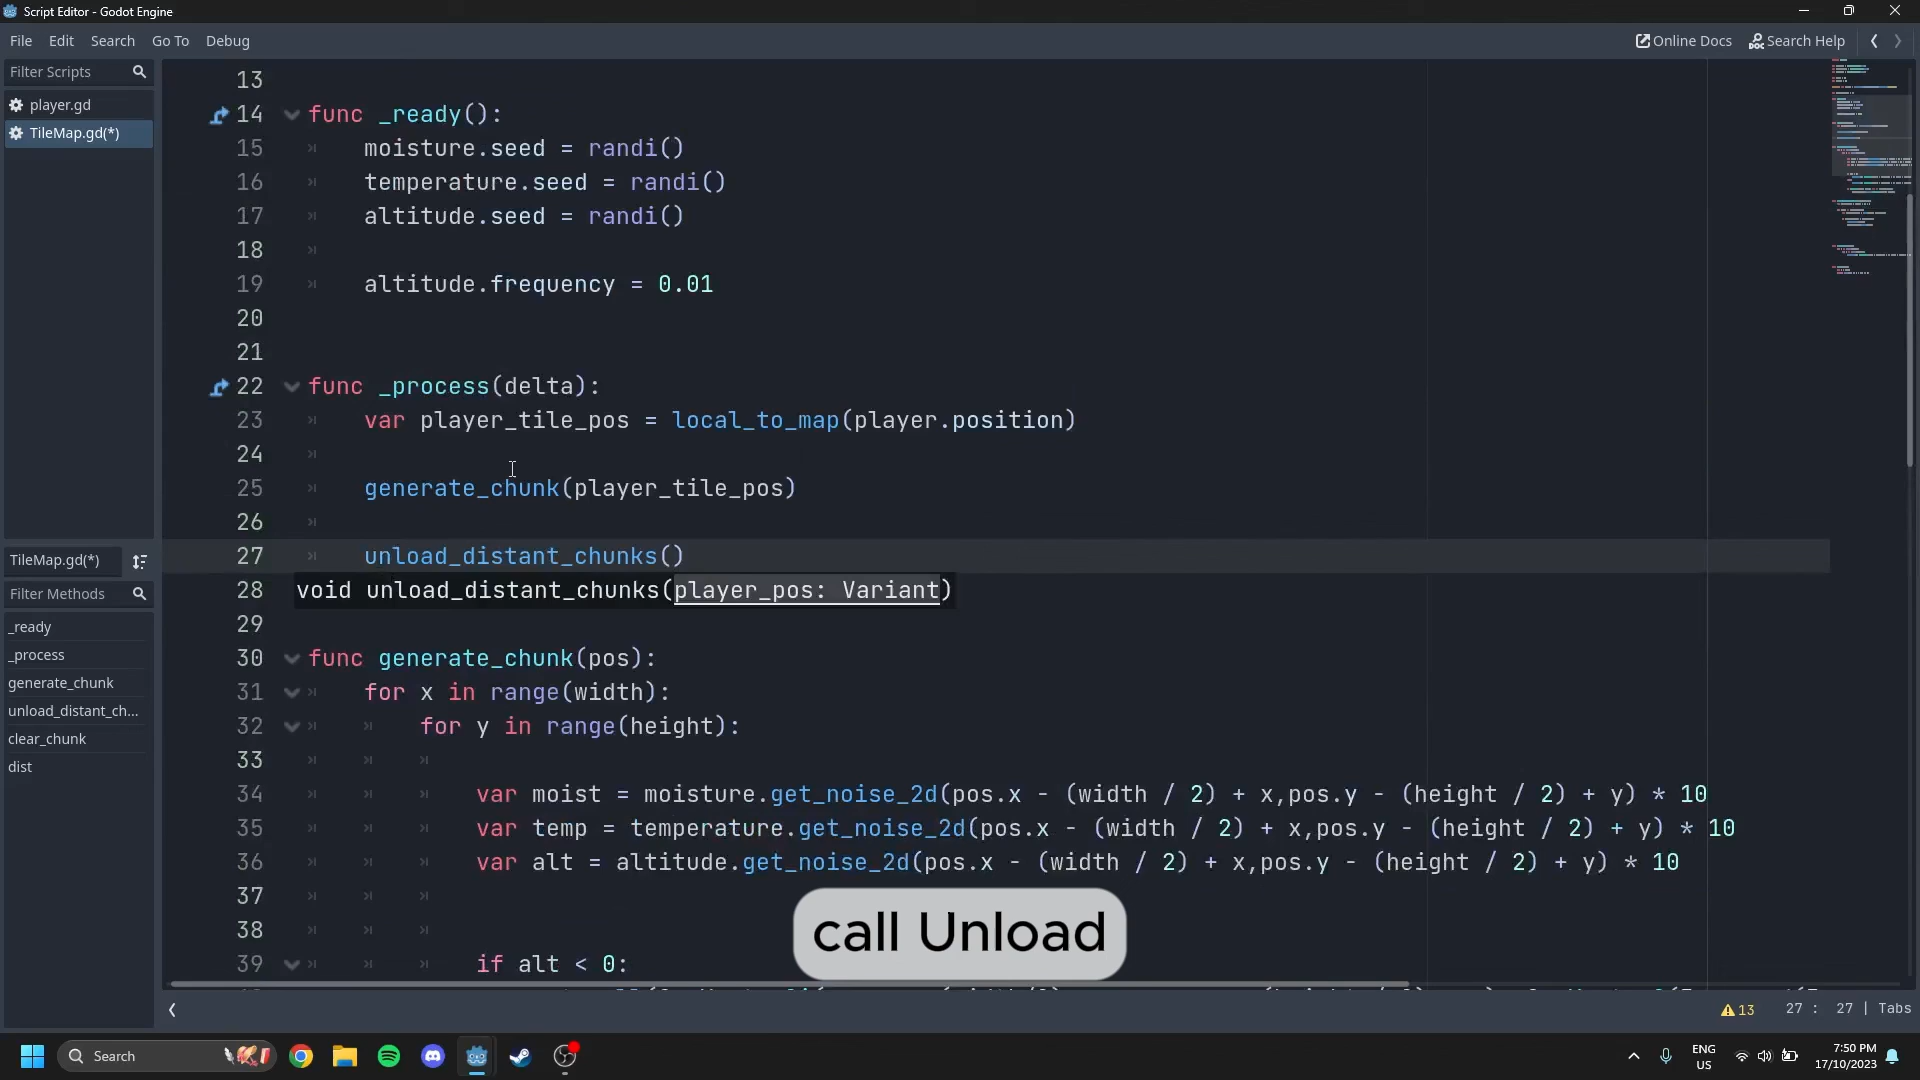 Script Editor - Godot Engine
File Edit Search Go To Debug
Online Docs Search Help
Filter Scripts
player.gd
TileMap.gd(*)
13
14 func _ready():
15 moisture.seed = randi()
16 temperature.seed = randi()
17 altitude.seed = randi()
18
19 altitude.frequency = 0.01
20
21
22 func _process(delta):
23 var player_tile_pos = local_to_map(player.position)
24
25 generate_chunk(player_tile_pos)
26
27 unload_distant_chunks()
28 void unload_distant_chunks(player_pos: Variant)
29
30 func generate_chunk(pos):
31 for x in range(width):
32 for y in range(height):
33
34 var moist = moisture.get_noise_2d(pos.x - (width / 2) + x,pos.y - (height / 2) + y) * 10
35 var temp = temperature.get_noise_2d(pos.x - (width / 2) + x,pos.y - (height / 2) + y) * 10
36 var alt = altitude.get_noise_2d(pos.x - (width / 2) + x,pos.y - (height / 2) + y) * 10
37
38
39 if alt < 0:
TileMap.gd(*)
Filter Methods
_ready
_process
generate_chunk
unload_distant_ch...
clear_chunk
dist
call Unload
13 27 : 27 | Tabs
Search
ENG
US
7:50 PM
17/10/2023